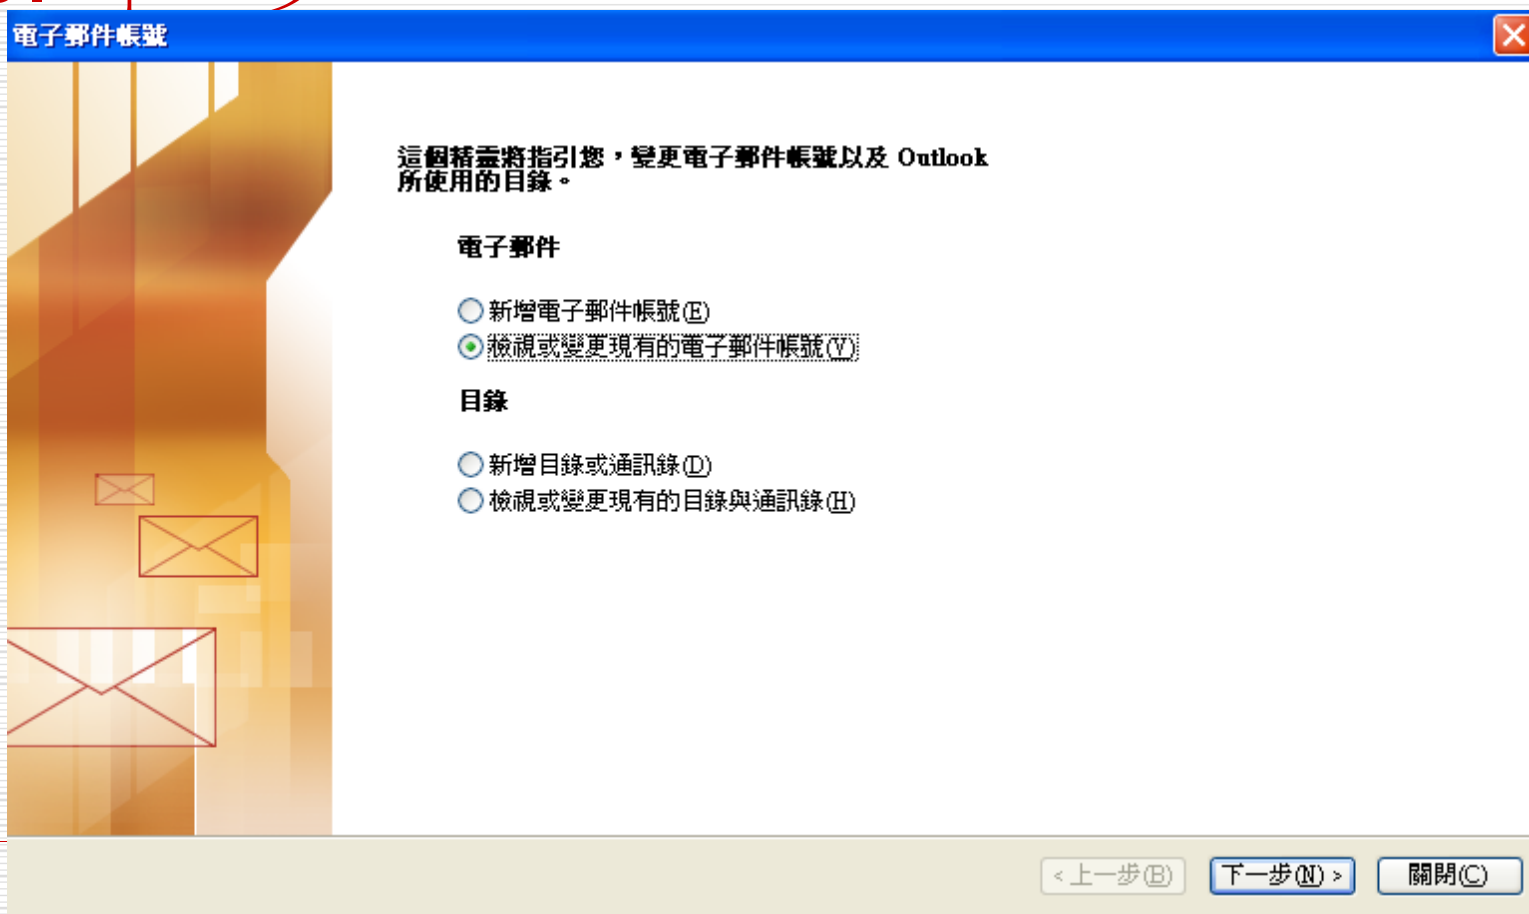 電子郵件帳號
這個精靈將指引您，變更電子郵件帳號以及 Outlook
所使用的目錄。
電子郵件
新增電子郵件帳號(E)
檢視或變更現有的電子郵件帳號(V)
目錄
新增目錄或通訊錄(D)
檢視或變更現有的目錄與通訊錄(H)
< 上一步(B)
下一步(N) >
關閉(C)